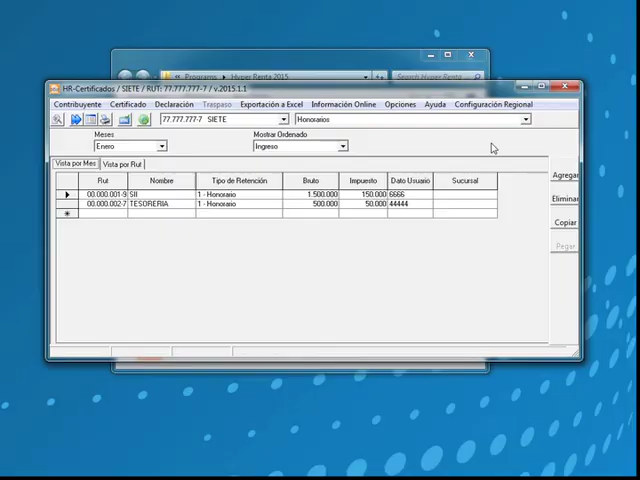 Programs ▸ Hyper Renta 2015
Search Hyper Renta
HR-Certificados / SIETE / RUT: 77.777.777-7 / v.2015.1.1
Contribuyente Certificado Declaración Traspaso Exportación a Excel Información Online Opciones Ayuda Configuración Regional
77.777.777-7 SIETE Honorarios
Meses Mostrar Ordenado
Enero Ingreso
Vista por Mes Vista por Rut
Rut Nombre Tipo de Retención Bruto Impuesto Dato Usuario Sucursal
00.000.001-9 SII 1 - Honorario 1.500.000 150.000 6666
00.000.002-7 TESORERIA 1 - Honorario 500.000 50.000 44444
Agregar
Eliminar
Copiar
Pegar